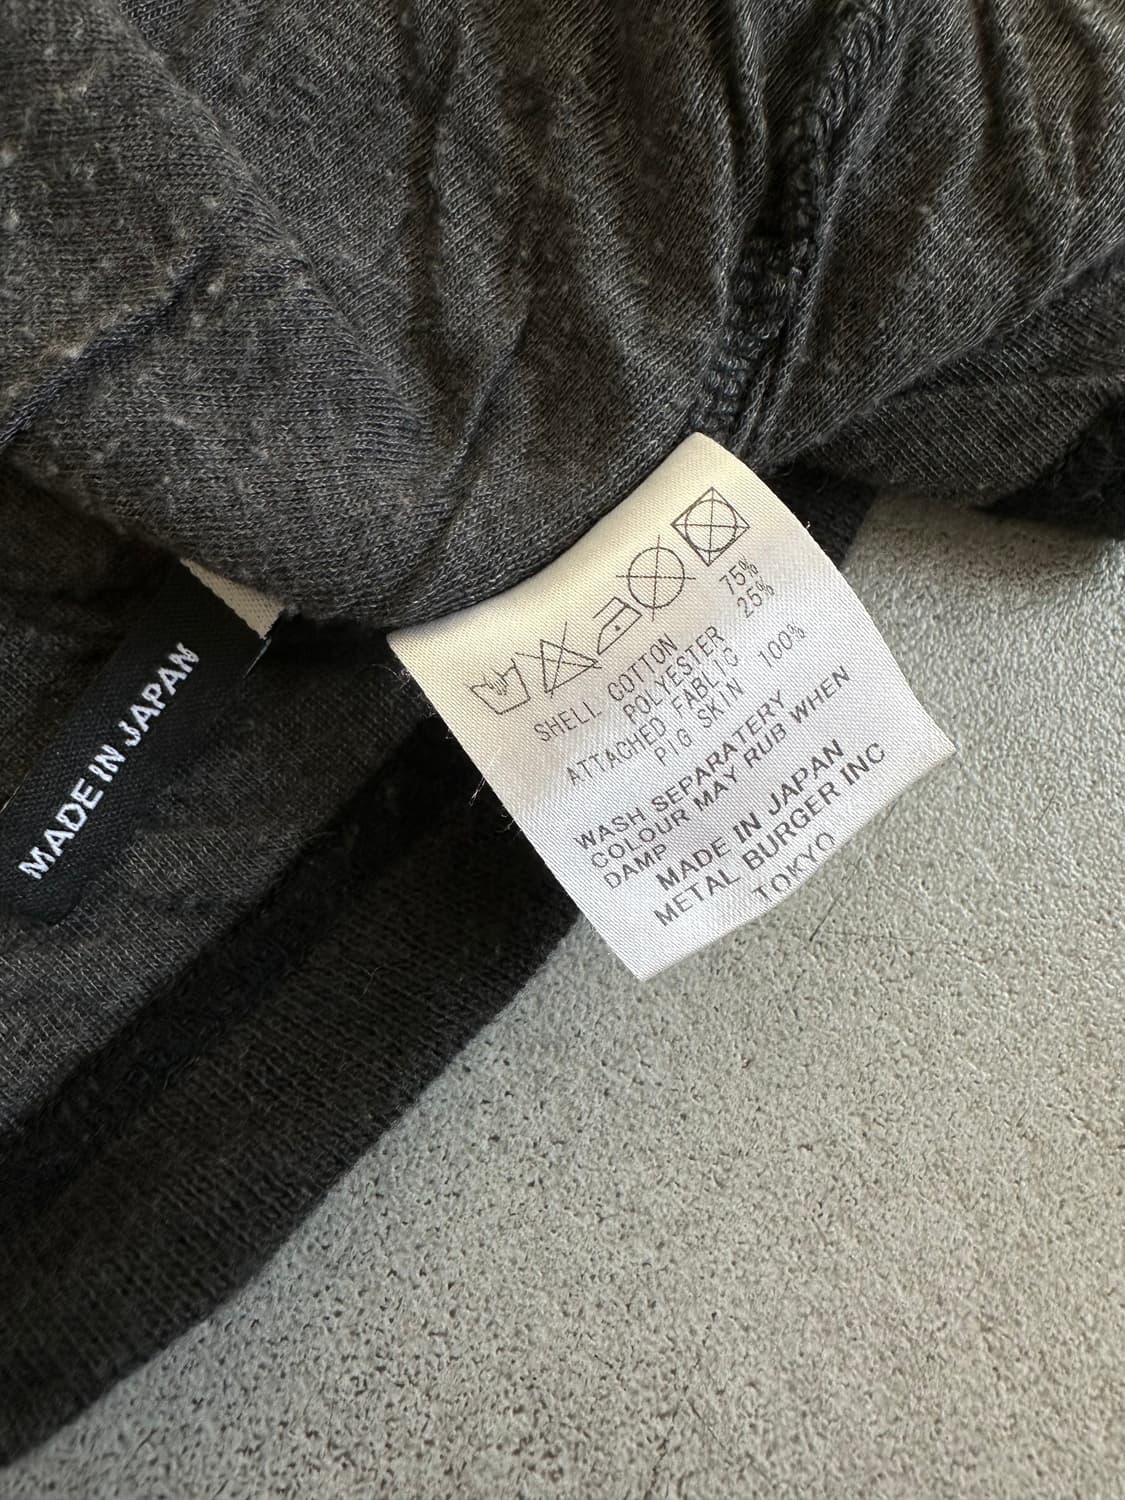 MADE IN JAPAN
SHELL COTTON 75%
POLYESTER 25%
ATTACHED FABLIC
PIG SKIN 100%
WASH SEPARATERY
COLOUR MAY RUB WHEN
DAMP
MADE IN JAPAN
METAL BURGER INC
TOKYO